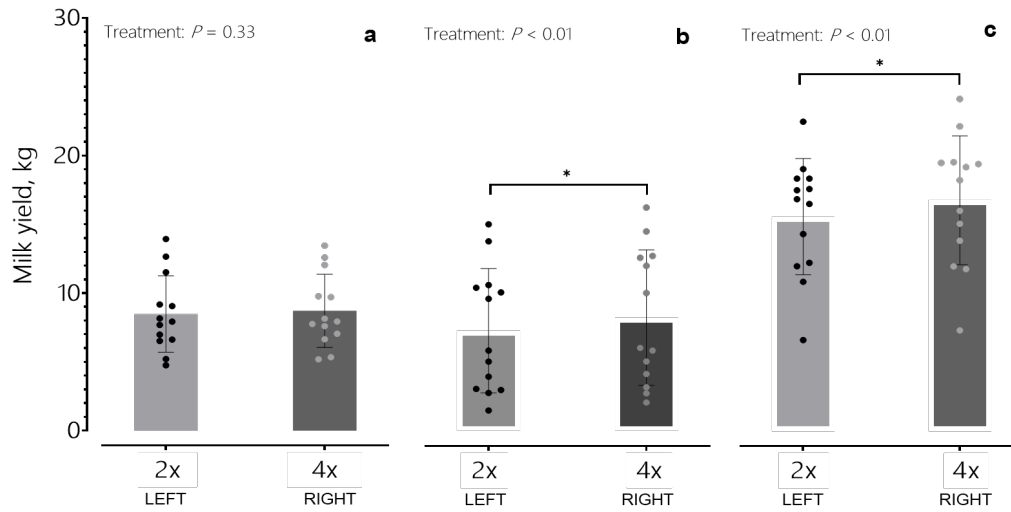 30
20
10
0
Milk yield, kg
Treatment: P = 0.33
a
Treatment: P < 0.01
b
Treatment: P < 0.01
c
*
*
2x
4x
2x
4x
2x
4x
LEFT
RIGHT
LEFT
RIGHT
LEFT
RIGHT